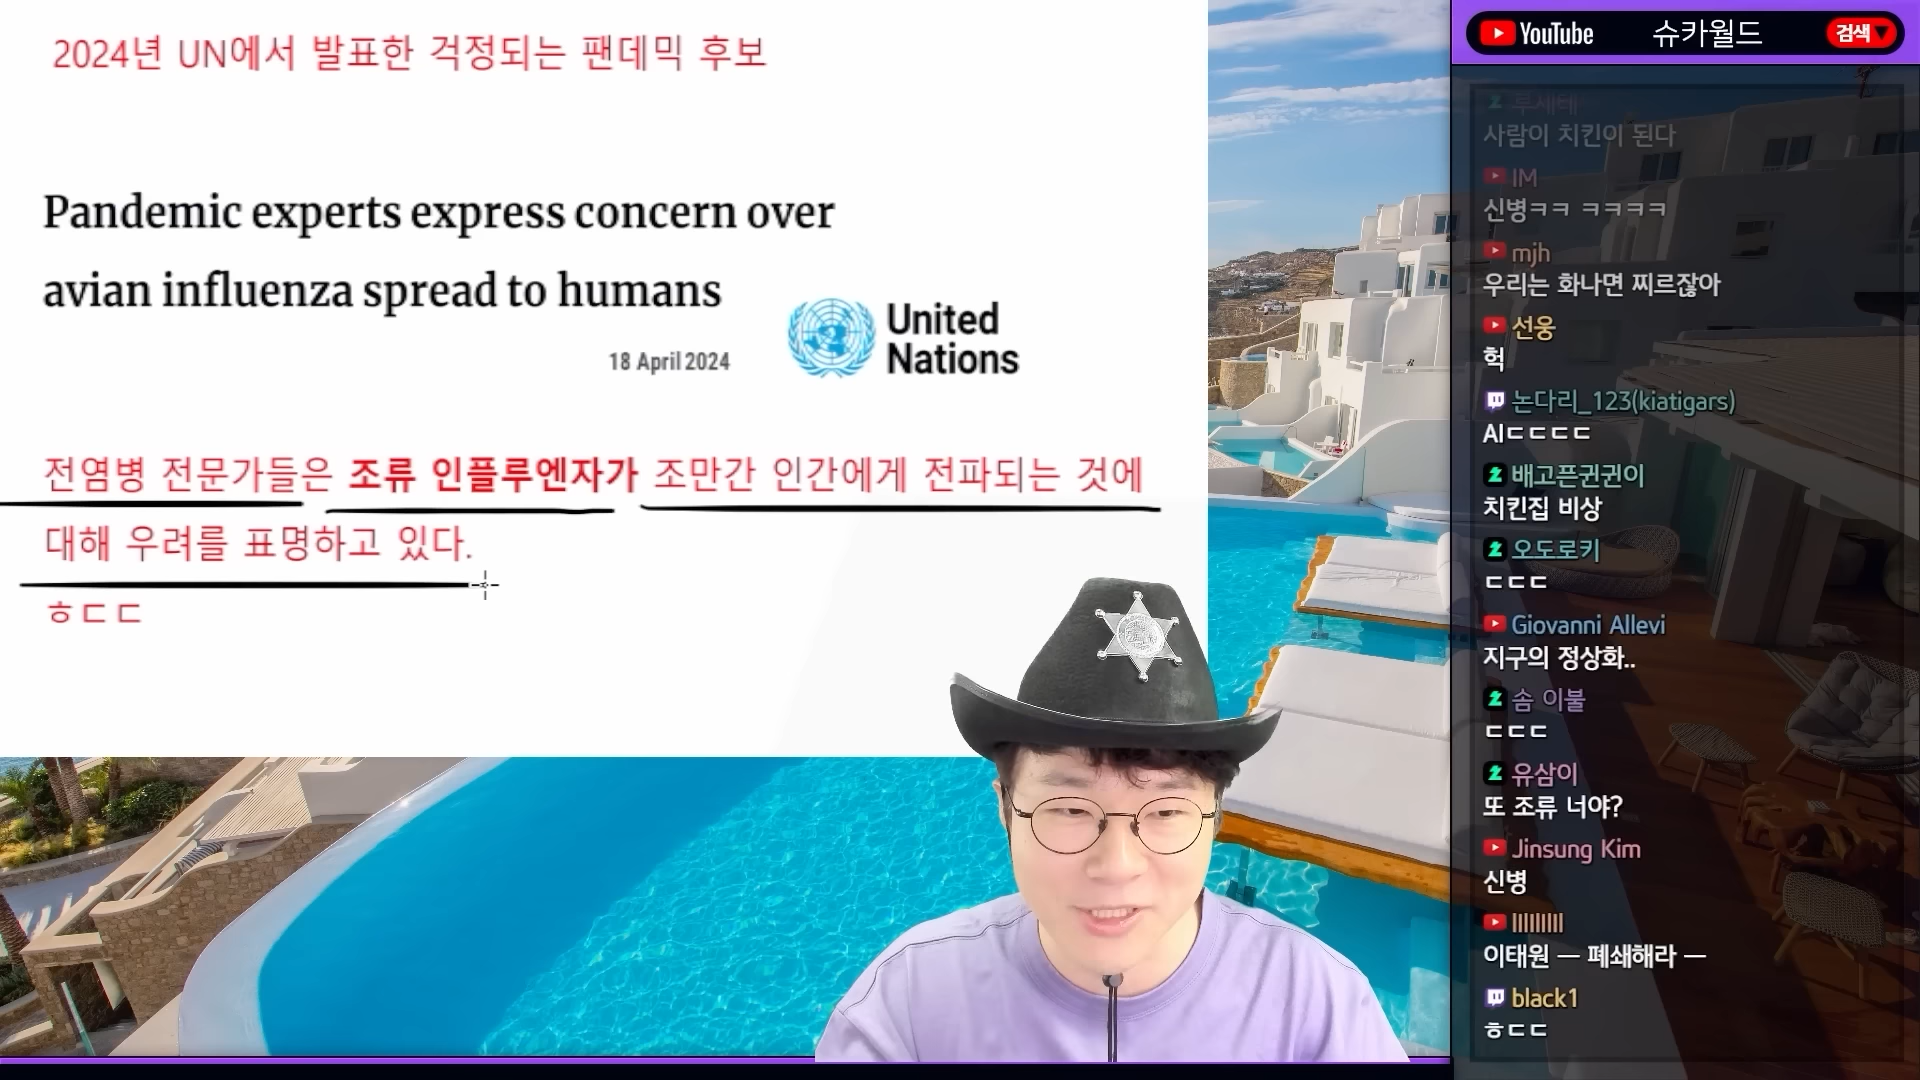 2024년 UN에서 발표한 걱정되는 팬데믹 후보
Pandemic experts express concern over
avian influenza spread to humans
18 April 2024
United
Nations
전염병 전문가들은 조류 인플루엔자가 조만간 인간에게 전파되는 것에
대해 우려를 표명하고 있다.
ㅎㄷㄷ
YouTube 슈카월드 검색
사람이 치킨이 된다
IM
신병ㅋㅋ ㅋㅋㅋㅋ
mjh
우리는 화나면 찌르잖아
선웅
헉
논다리_123(kiatigars)
AIㄷㄷㄷㄷ
배고픈귄귄이
치킨집 비상
오도로키
ㄷㄷㄷ
Giovanni Allevi
지구의 정상화..
솜 이불
ㄷㄷㄷ
유삼이
또 조류 너야?
Jinsung Kim
신병
llllllll
이태원 ㅡ 폐쇄해라 ㅡ
black1
ㅎㄷㄷ